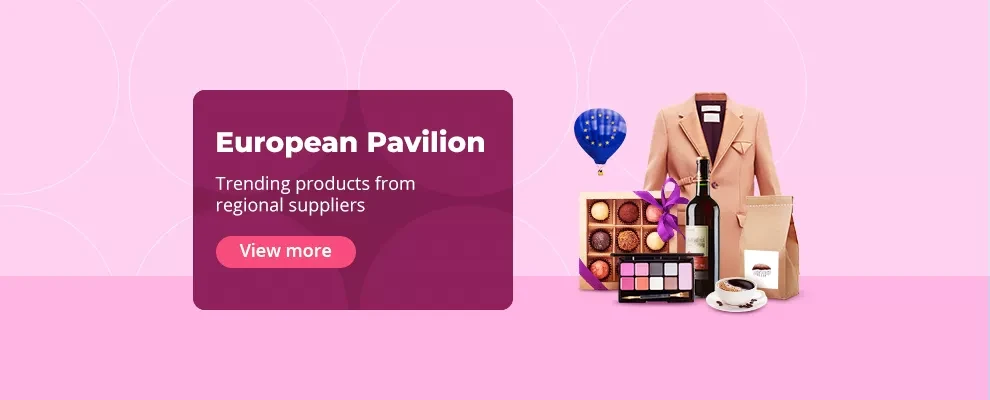 European Pavilion
Trending products from
regional suppliers
View more